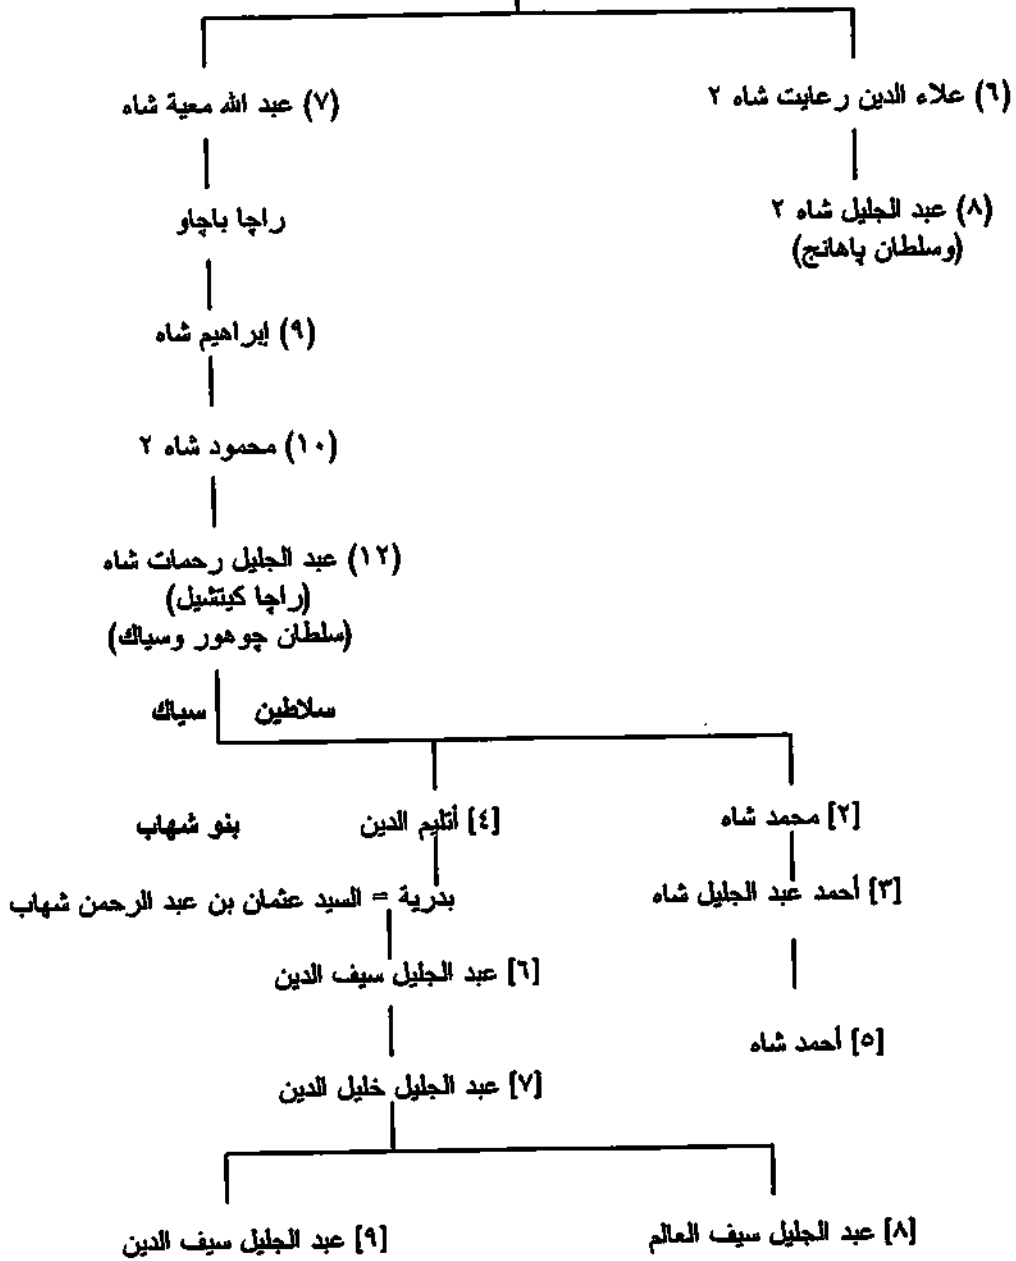 (٦) علاء الدين رعايت شاه ٢
(٧) عبد الله معية شاه
(٨) عبد الجليل شاه ٢
(وسلطان پاهانج)
راچا باچاو
(٩) إبراهيم شاه
(١٠) محمود شاه ٢
(١٢) عبد الجليل رحمات شاه
(راچا كيتشيل)
(سلطان چوهور وسياك)
سلاطين سياك
[٢] محمد شاه
[٤] أتليم الدين
بنو شهاب
[٣] أحمد عبد الجليل شاه
بدرية = السيد عثمان بن عبد الرحمن شهاب
[٦] عبد الجليل سيف الدين
[٥] أحمد شاه
[٧] عبد الجليل خليل الدين
[٨] عبد الجليل سيف العالم
[٩] عبد الجليل سيف الدين